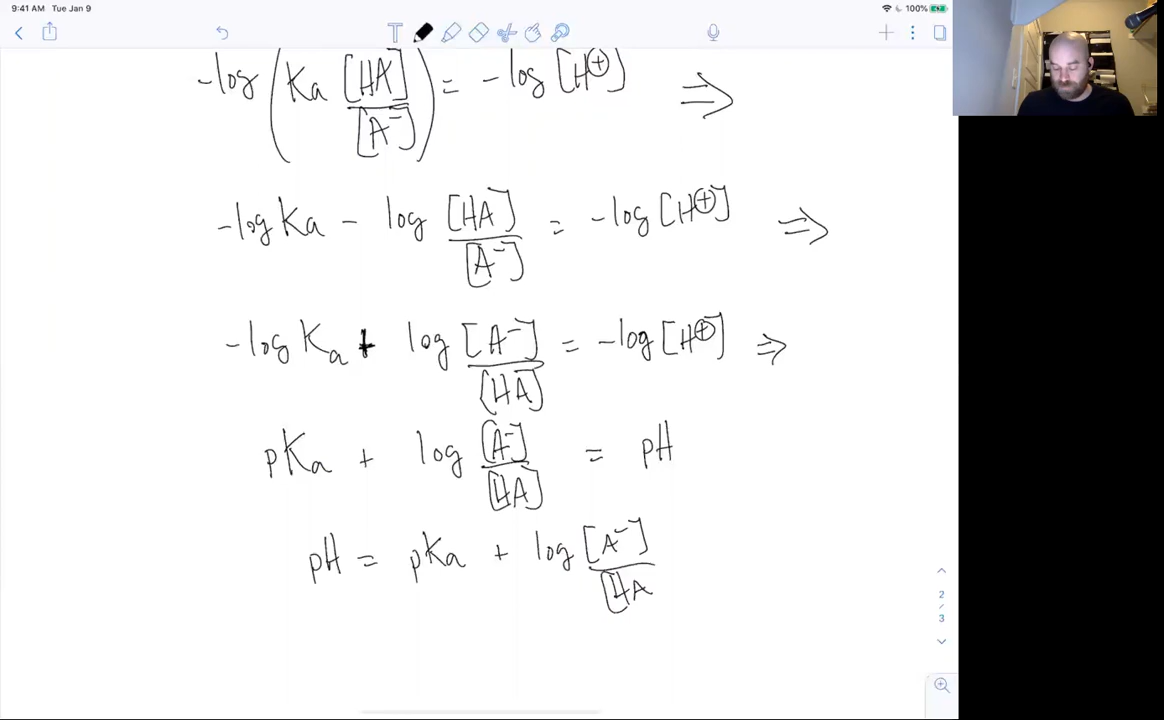 9:41 AM Tue Jan 9
100%
-log (Ka [HA]/[A⁻]) = -log [H⊕] ⇒
-log Ka - log [HA]/[A⁻] = -log [H⊕] ⇒
-log Ka + log [A⁻]/[HA] = -log [H⊕] ⇒
pKa + log [A⁻]/[HA] = pH
pH = pKa + log [A⁻]/[HA
2
/
3